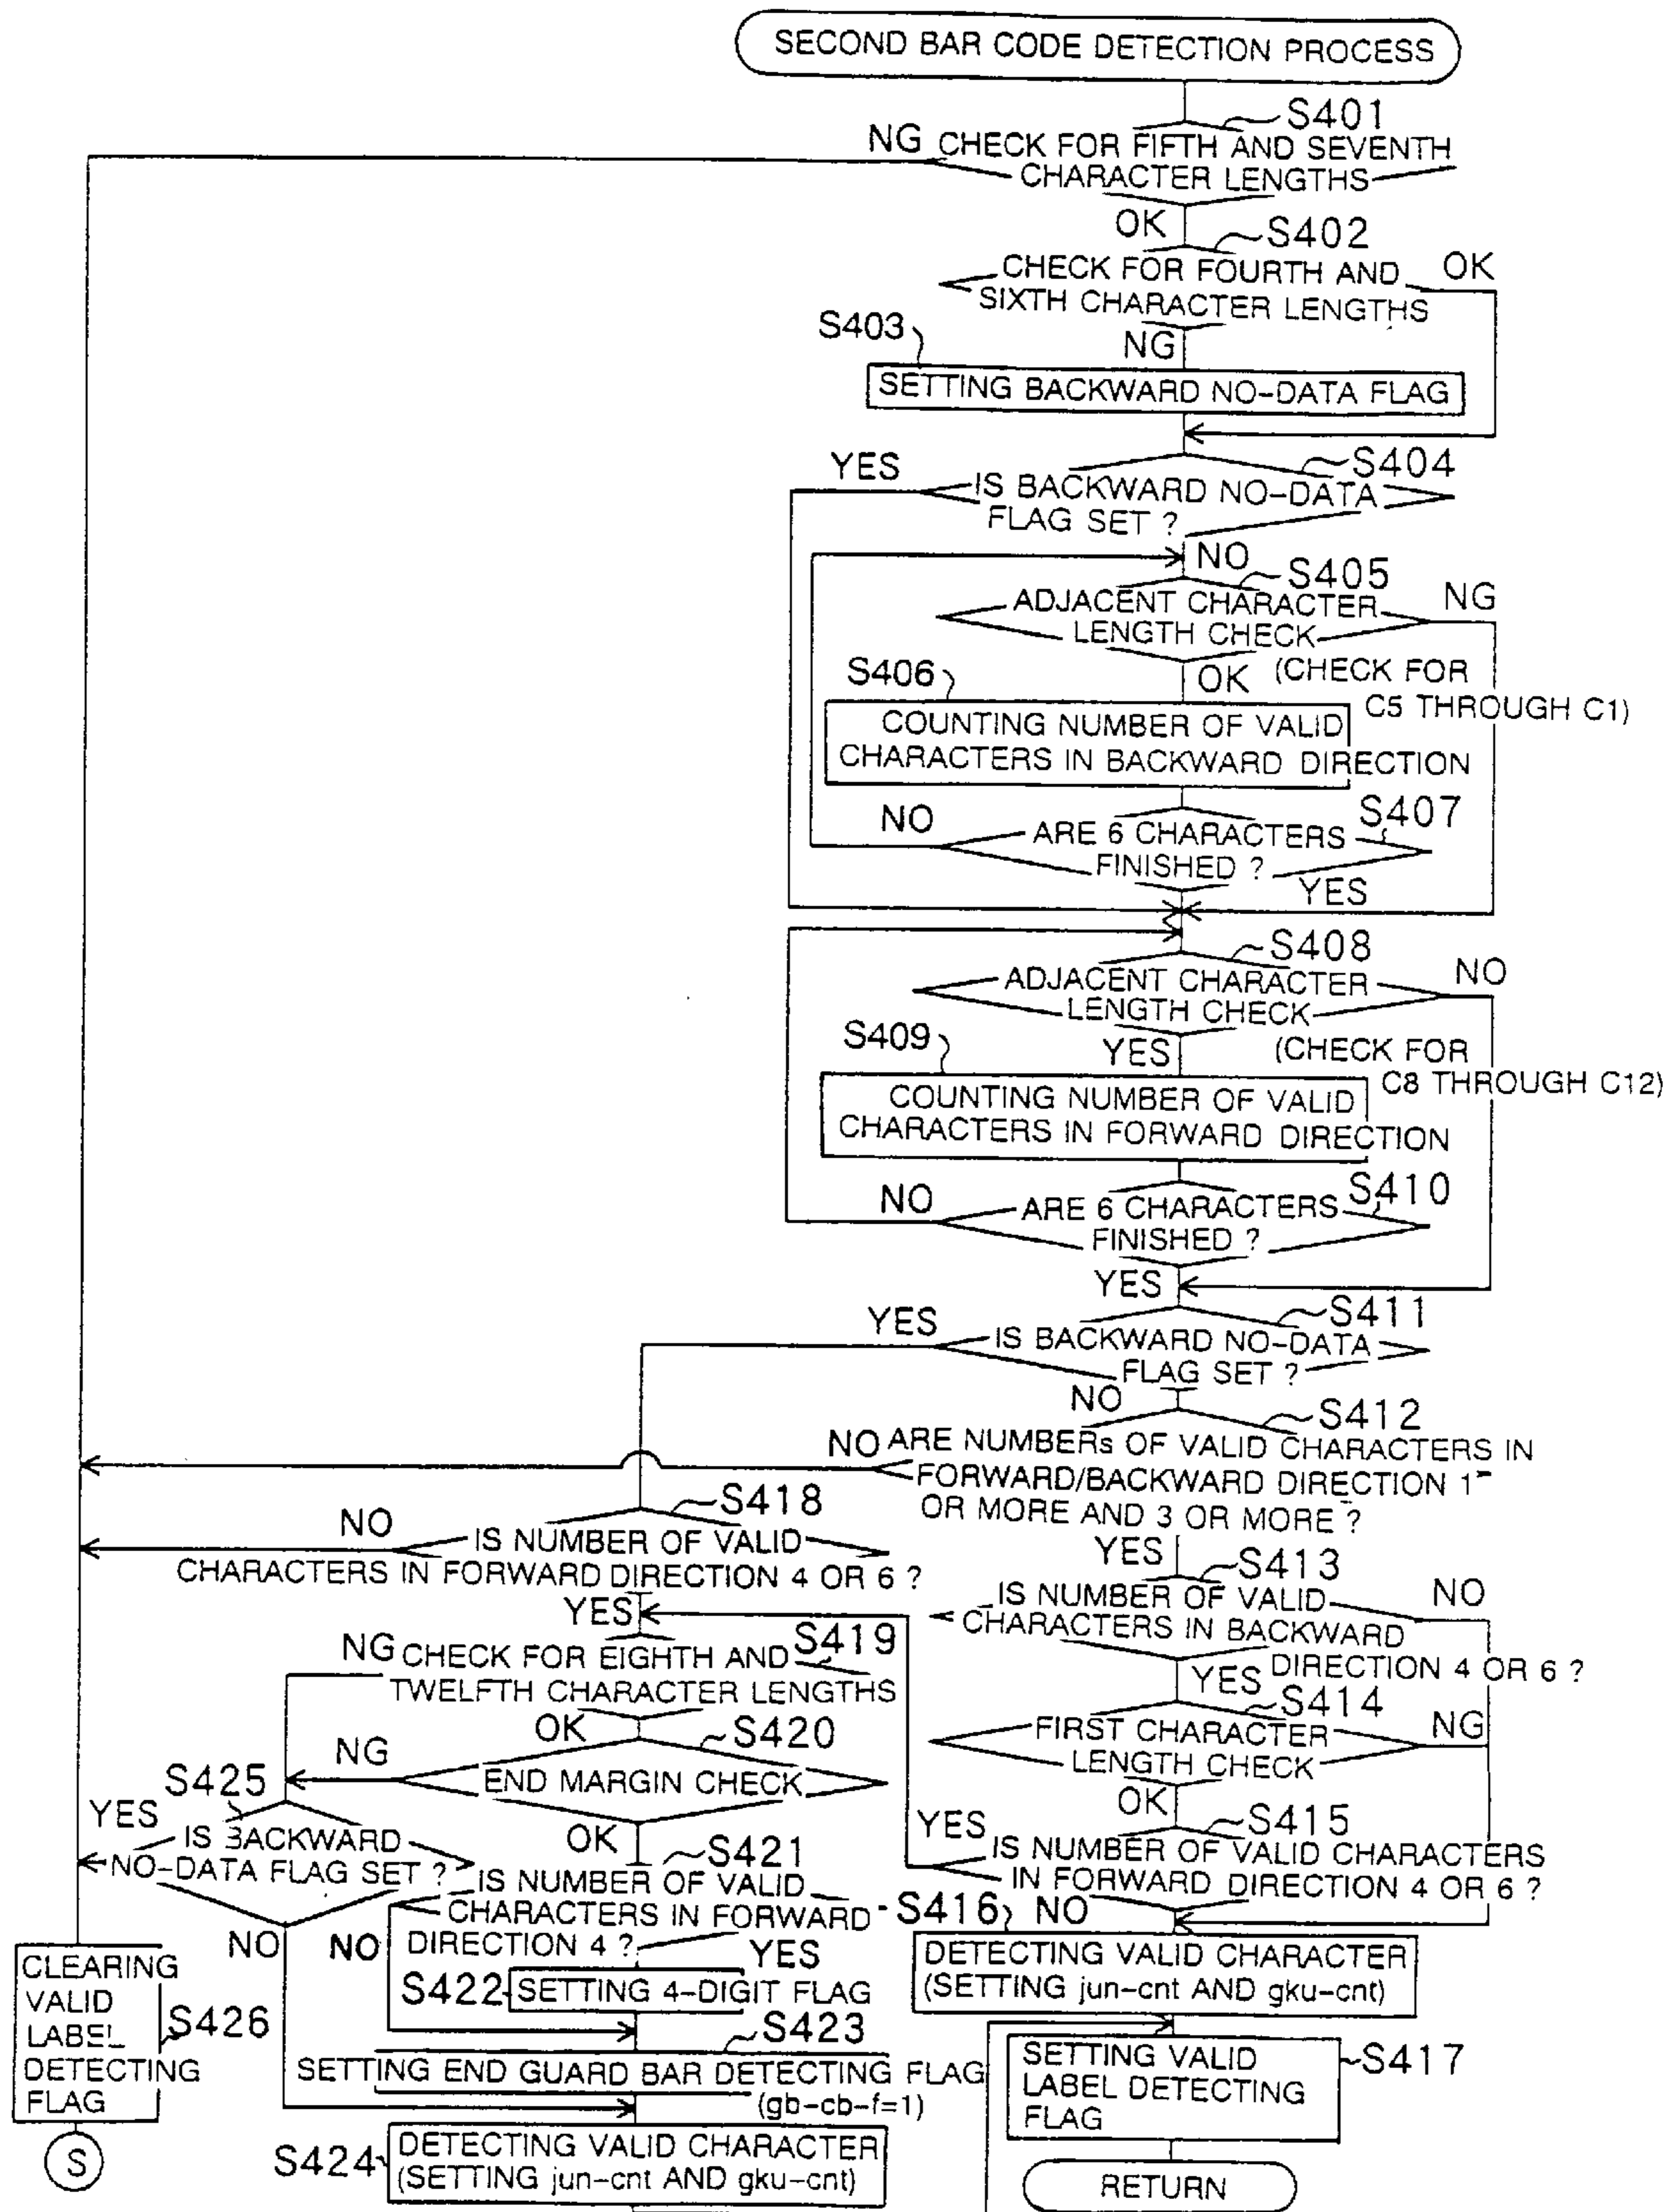 SECOND BAR CODE DETECTION PROCESS
S401
NG
CHECK FOR FIFTH AND SEVENTH
CHARACTER LENGTHS
OK
S402
CHECK FOR FOURTH AND
SIXTH CHARACTER LENGTHS
OK
S403
NG
SETTING BACKWARD NO-DATA FLAG
S404
YES
IS BACKWARD NO-DATA
FLAG SET ?
NO
S405
ADJACENT CHARACTER
LENGTH CHECK
NG
S406
OK
(CHECK FOR
C5 THROUGH C1)
COUNTING NUMBER OF VALID
CHARACTERS IN BACKWARD DIRECTION
S407
NO
ARE 6 CHARACTERS
FINISHED ?
YES
S408
ADJACENT CHARACTER
LENGTH CHECK
NO
S409
YES
(CHECK FOR
C8 THROUGH C12)
COUNTING NUMBER OF VALID
CHARACTERS IN FORWARD DIRECTION
S410
NO
ARE 6 CHARACTERS
FINISHED ?
YES
S411
YES
IS BACKWARD NO-DATA
FLAG SET ?
NO
S412
NO
ARE NUMBERs OF VALID CHARACTERS IN
FORWARD/BACKWARD DIRECTION 1
OR MORE AND 3 OR MORE ?
YES
S418
NO
IS NUMBER OF VALID
CHARACTERS IN FORWARD DIRECTION 4 OR 6 ?
YES
S413
IS NUMBER OF VALID
CHARACTERS IN BACKWARD
DIRECTION 4 OR 6 ?
NO
YES
S419
NG
CHECK FOR EIGHTH AND
TWELFTH CHARACTER LENGTHS
OK
S414
FIRST CHARACTER
LENGTH CHECK
NG
OK
S420
NG
END MARGIN CHECK
OK
S415
YES
IS NUMBER OF VALID CHARACTERS
IN FORWARD DIRECTION 4 OR 6 ?
NO
S425
YES
IS BACKWARD
NO-DATA FLAG SET ?
NO
S421
IS NUMBER OF VALID
CHARACTERS IN FORWARD
DIRECTION 4 ?
NO
YES
S416
DETECTING VALID CHARACTER
(SETTING jun-cnt AND gku-cnt)
S422
SETTING 4-DIGIT FLAG
S423
SETTING END GUARD BAR DETECTING FLAG
(gb-cb-f=1)
S417
SETTING VALID
LABEL DETECTING
FLAG
CLEARING
VALID
LABEL
DETECTING
FLAG
S426
S
S424
DETECTING VALID CHARACTER
(SETTING jun-cnt AND gku-cnt)
RETURN